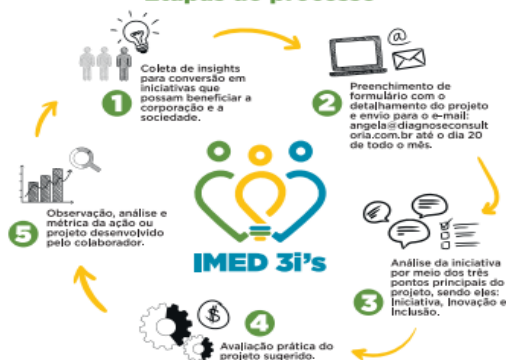 Etapas do processo
1
Coleta de insights
para conversão em
iniciativas que
possam beneficiar a
corporação e a
sociedade.
@
2
Preenchimento de
formulário com o
detalhamento do projeto
e envio para o e-mail:
angela@diagnoseconsult
oria.com.br até o dia 20
de todo o mês.
3
Análise da iniciativa
por meio dos três
pontos principais do
projeto, sendo eles:
Iniciativa, Inovação e
Inclusão.
$
4
Avaliação prática do
projeto sugerido.
5
Observação, análise e
métrica da ação ou
projeto desenvolvido
pelo colaborador.
IMED 3i's